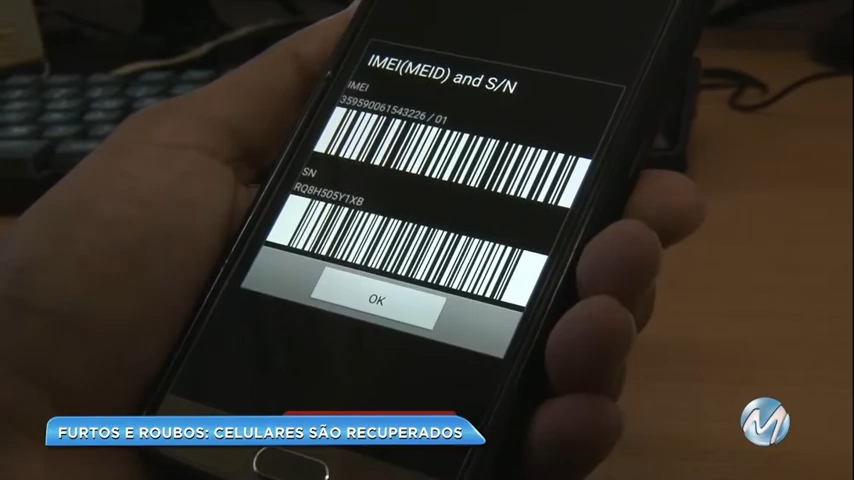 IMEI(MEID) and S/N
IMEI
359590061543226 / 01
SN
RQ8H505Y1XB
OK
FURTOS E ROUBOS: CELULARES SÃO RECUPERADOS
M